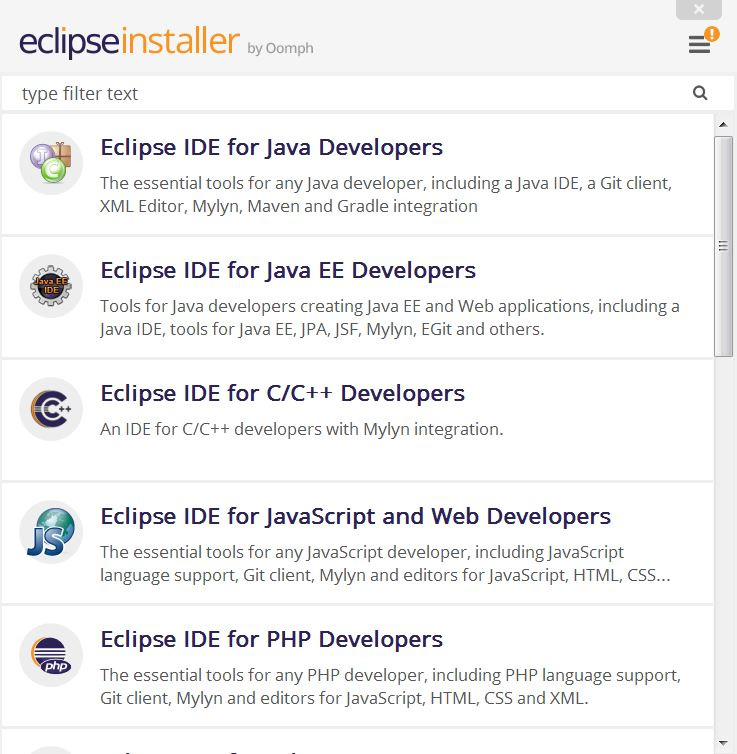 eclipseinstaller by Oomph
!
type filter text
Eclipse IDE for Java Developers
The essential tools for any Java developer, including a Java IDE, a Git client,
XML Editor, Mylyn, Maven and Gradle integration
Java EE
IDE
Eclipse IDE for Java EE Developers
Tools for Java developers creating Java EE and Web applications, including a
Java IDE, tools for Java EE, JPA, JSF, Mylyn, EGit and others.
C++
Eclipse IDE for C/C++ Developers
An IDE for C/C++ developers with Mylyn integration.
JS
Eclipse IDE for JavaScript and Web Developers
The essential tools for any JavaScript developer, including JavaScript
language support, Git client, Mylyn and editors for JavaScript, HTML, CSS...
php
Eclipse IDE for PHP Developers
The essential tools for any PHP developer, including PHP language support,
Git client, Mylyn and editors for JavaScript, HTML, CSS and XML.